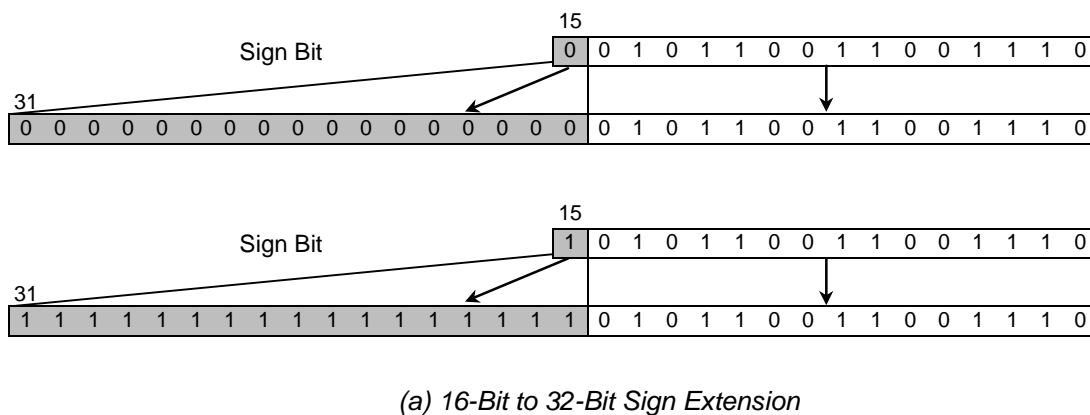 15
Sign Bit
0 0 1 0 1 1 0 0 1 1 0 0 1 1 1 0
31
0 0 0 0 0 0 0 0 0 0 0 0 0 0 0 0 0 0 1 0 1 1 0 0 1 1 0 0 1 1 1 0
15
Sign Bit
1 0 1 0 1 1 0 0 1 1 0 0 1 1 1 0
31
1 1 1 1 1 1 1 1 1 1 1 1 1 1 1 1 1 0 1 0 1 1 0 0 1 1 0 0 1 1 1 0
(a) 16-Bit to 32-Bit Sign Extension